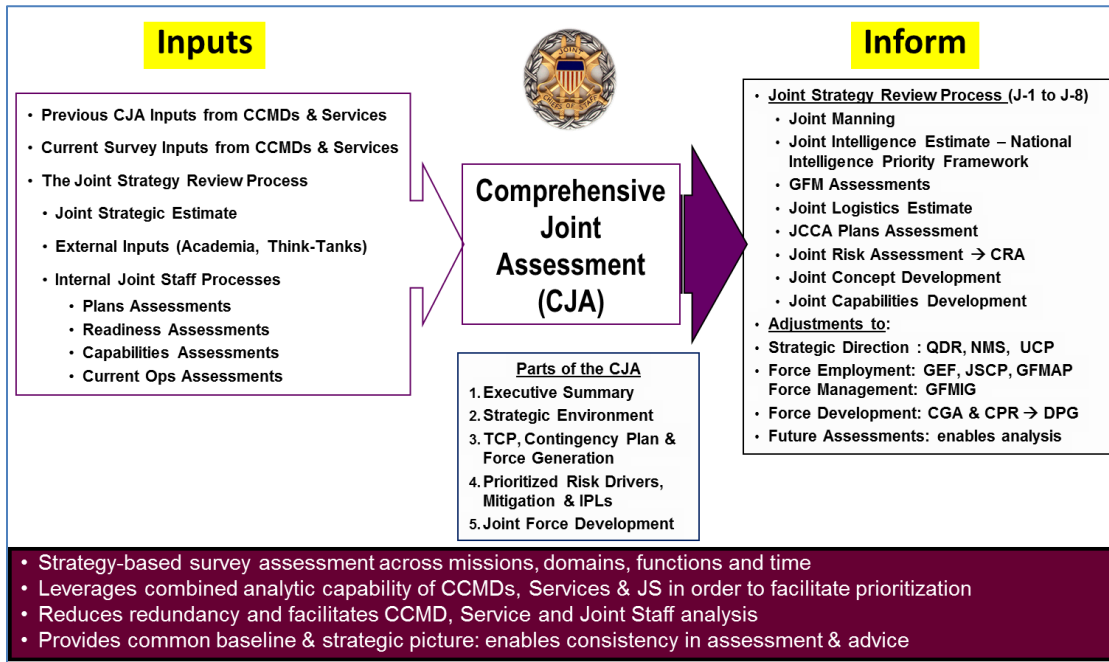 Inputs
• Previous CJA Inputs from CCMDs & Services
• Current Survey Inputs from CCMDs & Services
• The Joint Strategy Review Process
• Joint Strategic Estimate
• External Inputs (Academia, Think-Tanks)
• Internal Joint Staff Processes
• Plans Assessments
• Readiness Assessments
• Capabilities Assessments
• Current Ops Assessments
JOINT
CHIEFS OF STAFF
Comprehensive
Joint
Assessment
(CJA)
Parts of the CJA
1. Executive Summary
2. Strategic Environment
3. TCP, Contingency Plan &
Force Generation
4. Prioritized Risk Drivers,
Mitigation & IPLs
5. Joint Force Development
Inform
• Joint Strategy Review Process (J-1 to J-8)
• Joint Manning
• Joint Intelligence Estimate – National
Intelligence Priority Framework
• GFM Assessments
• Joint Logistics Estimate
• JCCA Plans Assessment
• Joint Risk Assessment → CRA
• Joint Concept Development
• Joint Capabilities Development
• Adjustments to:
• Strategic Direction : QDR, NMS, UCP
• Force Employment: GEF, JSCP, GFMAP
Force Management: GFMIG
• Force Development: CGA & CPR → DPG
• Future Assessments: enables analysis
• Strategy-based survey assessment across missions, domains, functions and time
• Leverages combined analytic capability of CCMDs, Services & JS in order to facilitate prioritization
• Reduces redundancy and facilitates CCMD, Service and Joint Staff analysis
• Provides common baseline & strategic picture: enables consistency in assessment & advice